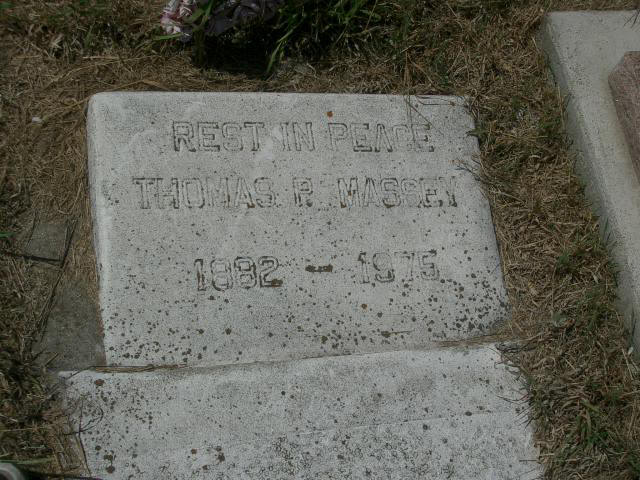 REST IN PEACE
THOMAS P. MASSEY
1882 — 1975